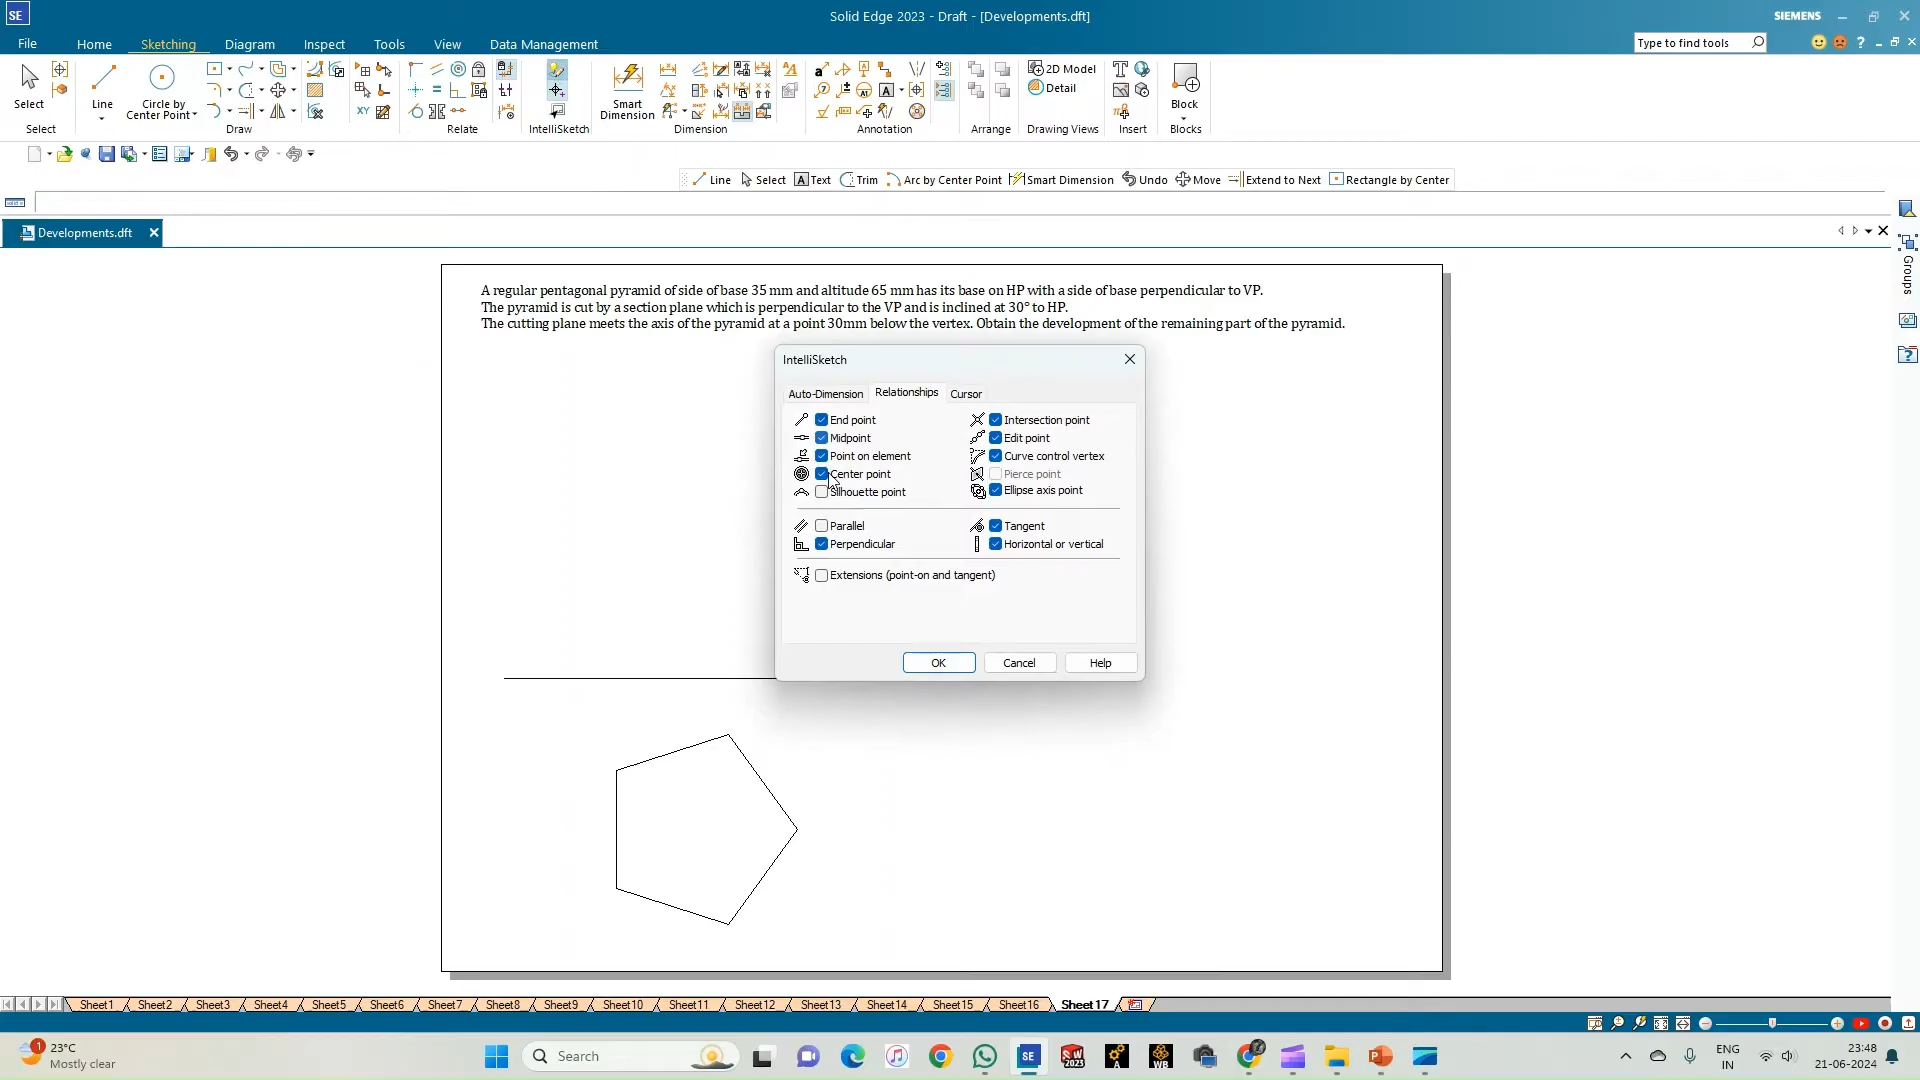 SE
Solid Edge 2023 - Draft - [Developments.dft]
SIEMENS
File Home Sketching Diagram Inspect Tools View Data Management
Type to find tools
Select
Line
Circle by
Center Point
Smart
Dimension
2D Model
Detail
Block
Select Draw Relate IntelliSketch Dimension Annotation Arrange Drawing Views Insert Blocks
Line Select Text Trim Arc by Center Point Smart Dimension Undo Move Extend to Next Rectangle by Center
Developments.dft
Groups
A regular pentagonal pyramid of side of base 35 mm and altitude 65 mm has its base on HP with a side of base perpendicular to VP.
The pyramid is cut by a section plane which is perpendicular to the VP and is inclined at 30° to HP.
The cutting plane meets the axis of the pyramid at a point 30mm below the vertex. Obtain the development of the remaining part of the pyramid.
IntelliSketch
Auto-Dimension Relationships Cursor
End point Intersection point
Midpoint Edit point
Point on element Curve control vertex
Center point Pierce point
Silhouette point Ellipse axis point
Parallel Tangent
Perpendicular Horizontal or vertical
Extensions (point-on and tangent)
OK Cancel Help
Sheet1 Sheet2 Sheet3 Sheet4 Sheet5 Sheet6 Sheet7 Sheet8 Sheet9 Sheet10 Sheet11 Sheet12 Sheet13 Sheet14 Sheet15 Sheet16 Sheet17
1
23°C
Mostly clear
Search
ENG
IN
23:48
21-06-2024